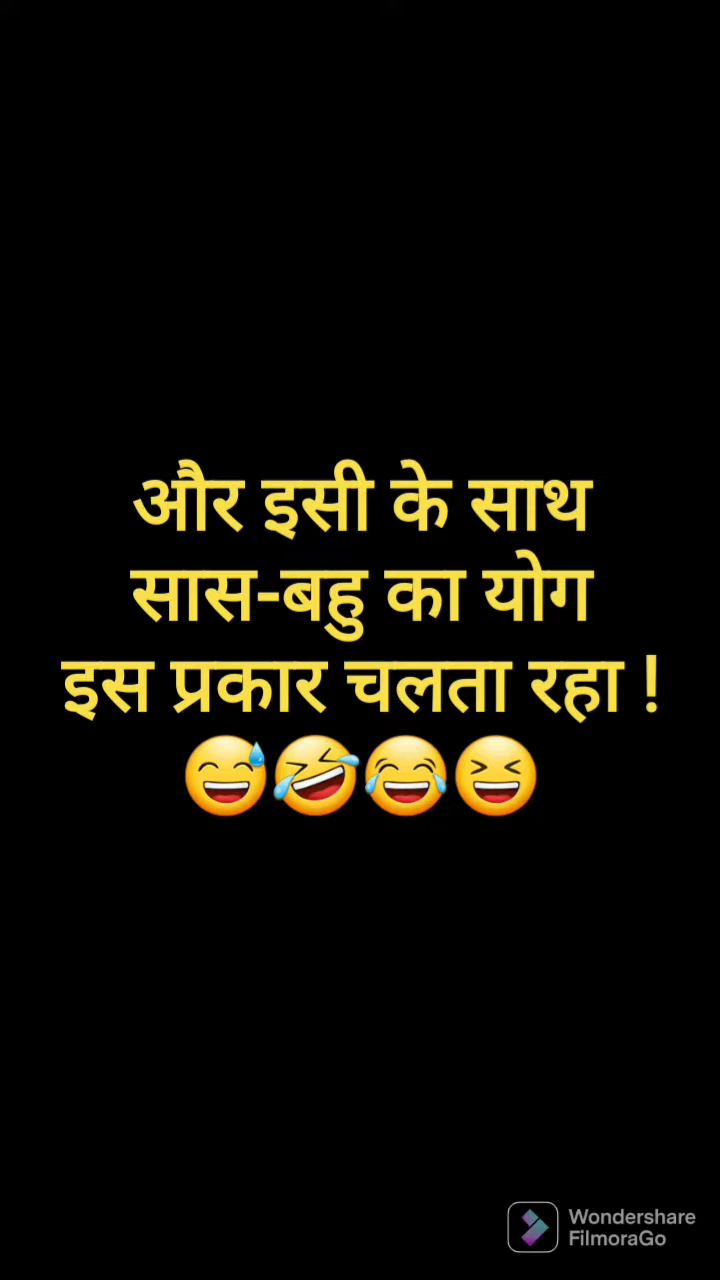 और इसी के साथ
सास-बहु का योग
इस प्रकार चलता रहा !
😅🤣😂😆
Wondershare
FilmoraGo